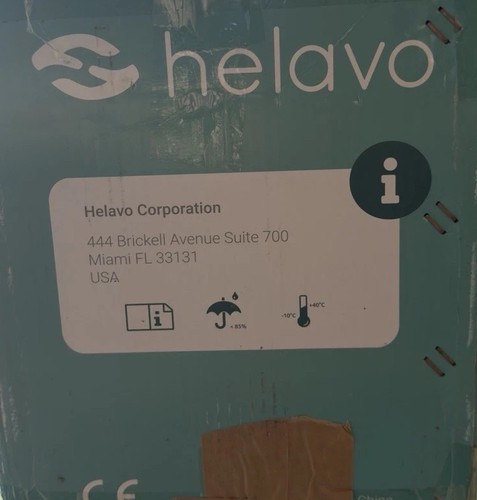 helavo
i
Helavo Corporation
444 Brickell Avenue Suite 700
Miami FL 33131
USA
i
< 85%
-10°C
+40°C
CE